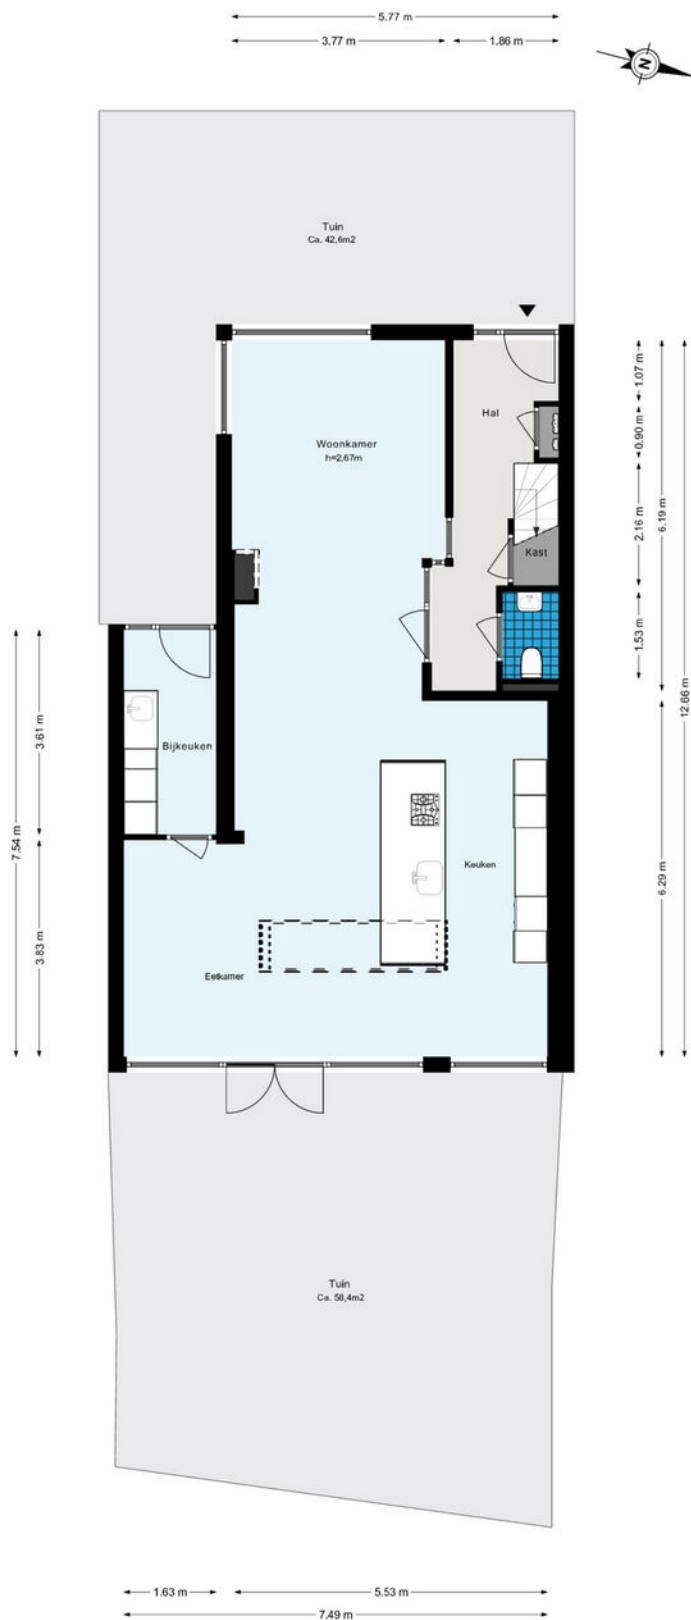 5.77 m
3.77 m
1.86 m
N
Tuin
Ca. 42,6m2
Hal
Woonkamer
h=2,67m
Kast
Bijkeuken
Keuken
Eetkamer
1.07 m
0.90 m
2.16 m
1.53 m
6.19 m
6.29 m
12.66 m
3.61 m
3.83 m
7.54 m
Tuin
Ca. 58,4m2
1.63 m
5.53 m
7.49 m